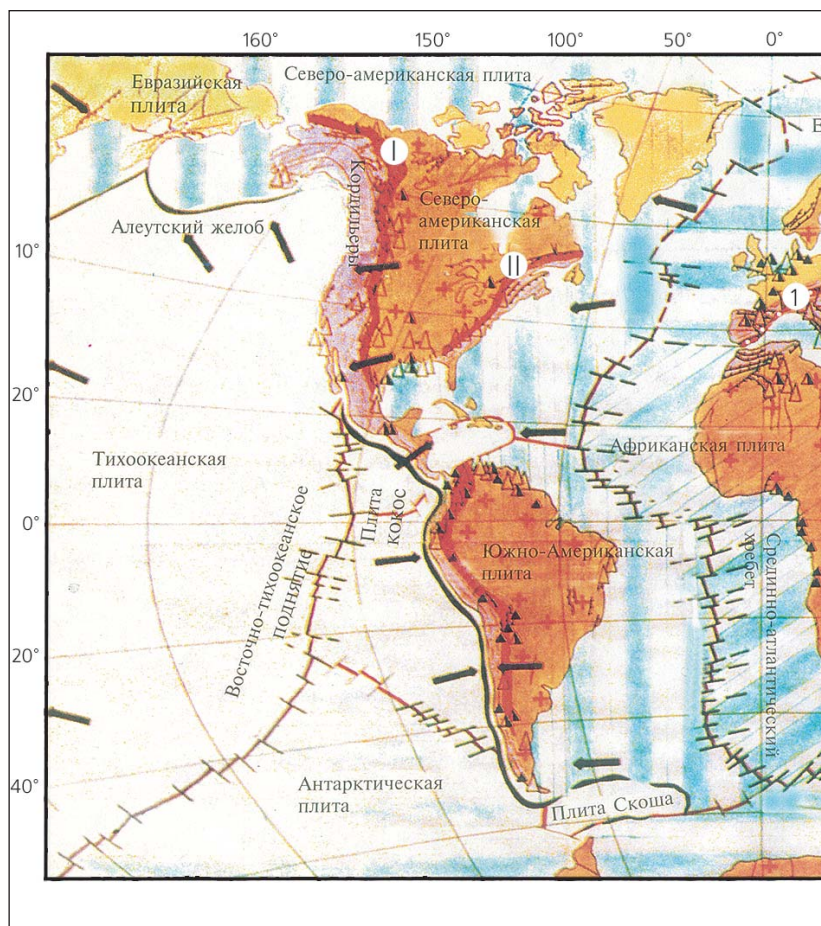 160°
150°
100°
50°
0°
Евразийская
плита
Северо-американская плита
Е
I
Кордильеры
Северо-
американская
плита
Алеутский желоб
10°
II
1
20°
Тихоокеанская
плита
Африканская плита
Плита
кокос
0°
Восточно-тихоокеанское
поднятие
Южно-Американская
плита
Срединно-атлантический
хребет
20°
Антарктическая
плита
40°
Плита Скоша